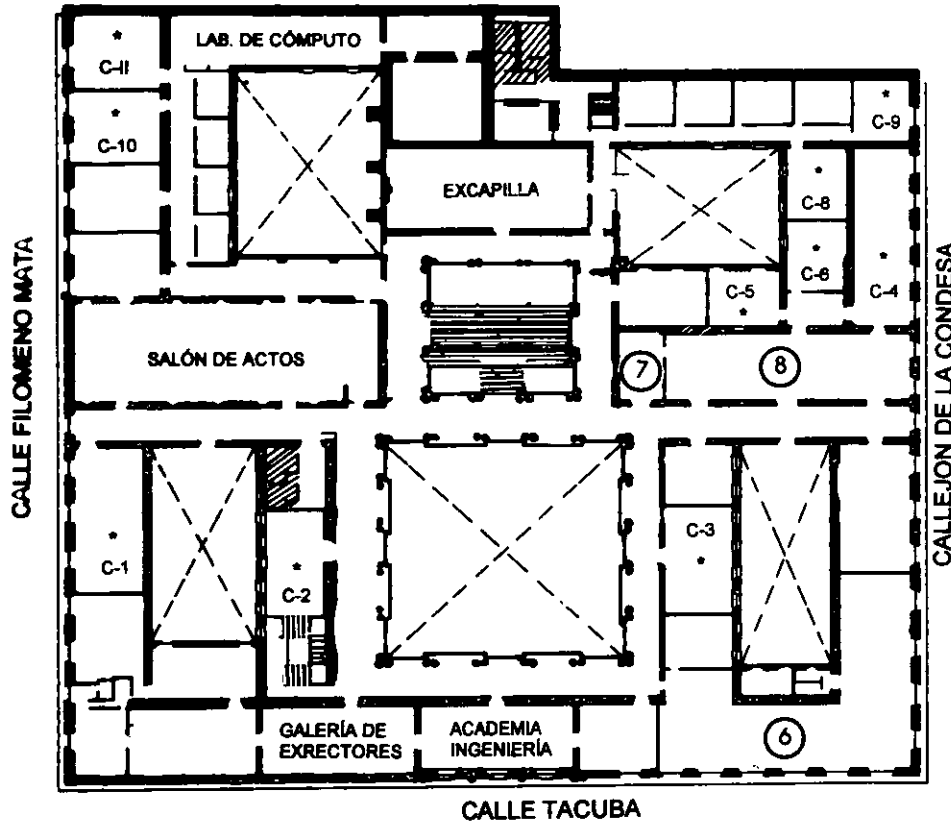 LAB. DE CÓMPUTO
C-II
C-10
C-9
EXCAPILLA
C-8
C-6
C-5
C-4
SALÓN DE ACTOS
7
8
CALLE FILOMENO MATA
CALLEJON DE LA CONDESA
C-1
C-2
C-3
GALERÍA DE
EXRECTORES
ACADEMIA
INGENIERÍA
6
CALLE TACUBA